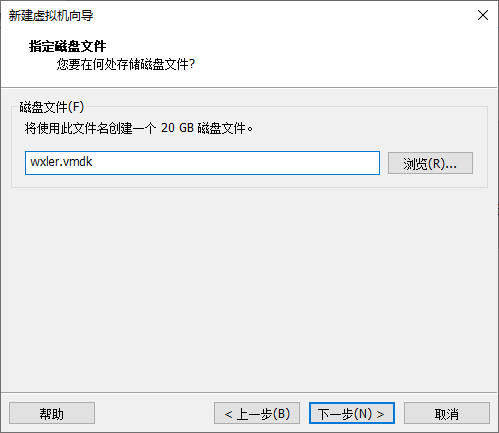 新建虚拟机向导
指定磁盘文件
您要在何处存储磁盘文件?
磁盘文件(F)
将使用此文件名创建一个 20 GB 磁盘文件。
wxler.vmdk
浏览(R)...
帮助
< 上一步(B)
下一步(N) >
取消